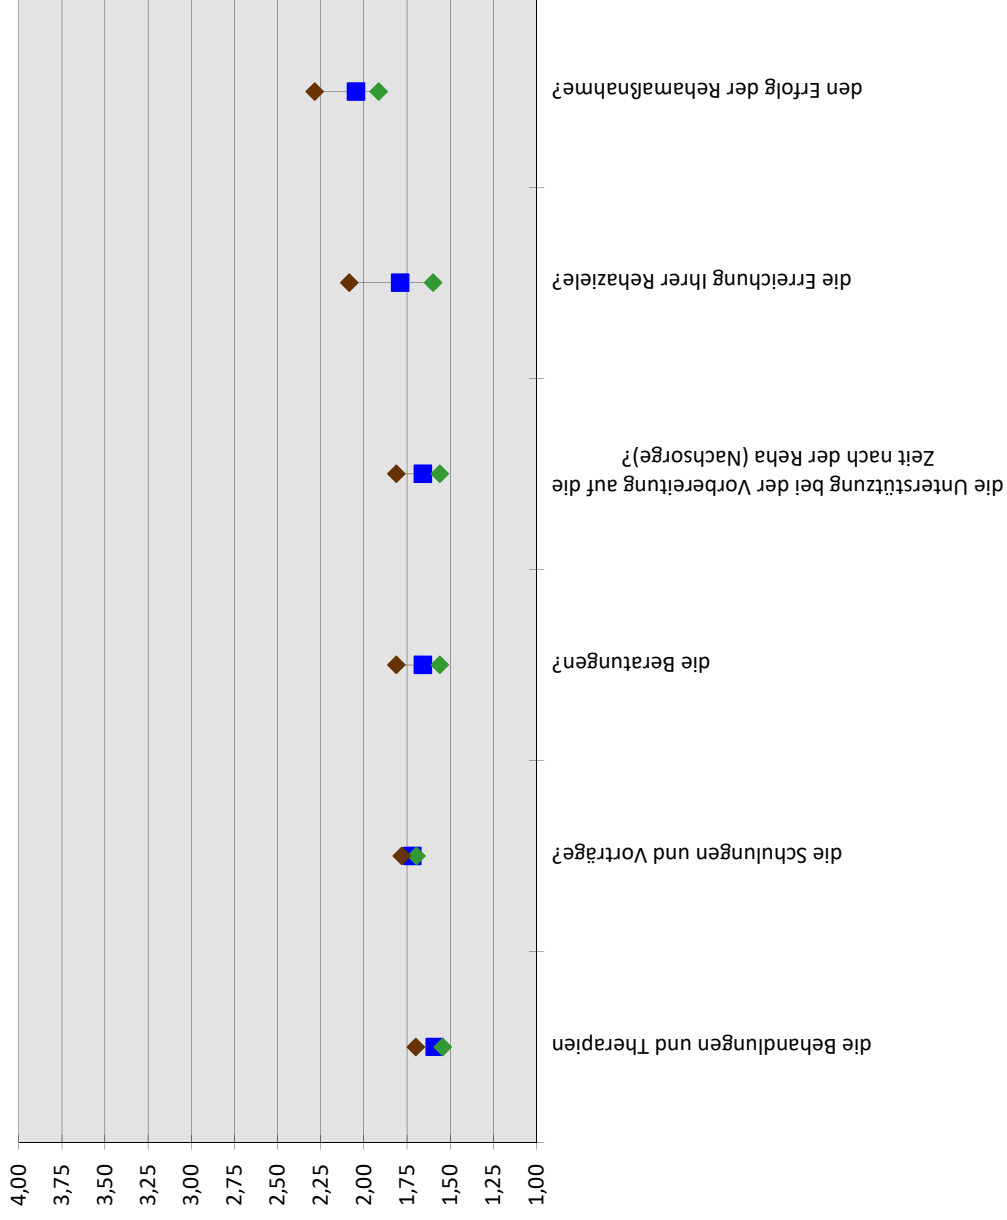 den Erfolg der Rehamaßnahme?
die Erreichung Ihrer Rehaziele?
die Unterstützung bei der Vorbereitung auf die
Zeit nach der Reha (Nachsorge)?
die Beratungen?
die Schulungen und Vorträge?
die Behandlungen und Therapien
4,00
3,75
3,50
3,25
3,00
2,75
2,50
2,25
2,00
1,75
1,50
1,25
1,00